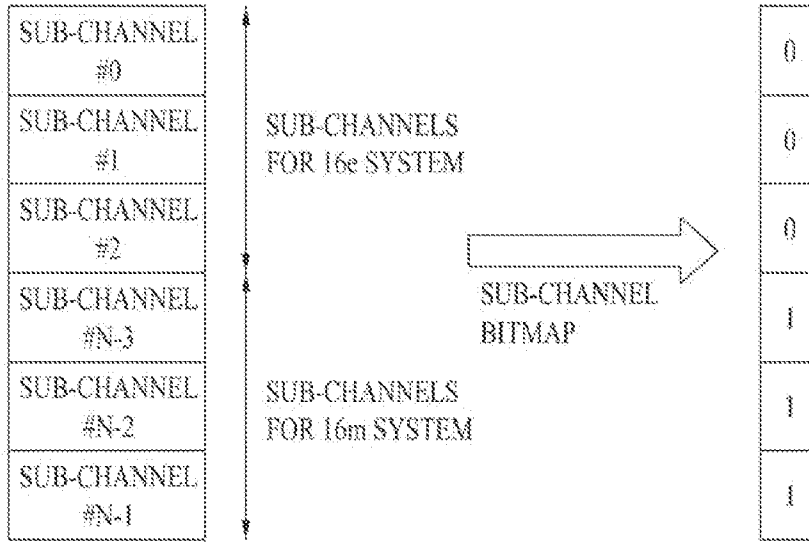 SUB-CHANNEL
#0
SUB-CHANNEL
#1
SUB-CHANNEL
#2
SUB-CHANNEL
#N-3
SUB-CHANNEL
#N-2
SUB-CHANNEL
#N-1
SUB-CHANNELS
FOR 16e SYSTEM
SUB-CHANNELS
FOR 16m SYSTEM
SUB-CHANNEL
BITMAP
0
0
0
1
1
1